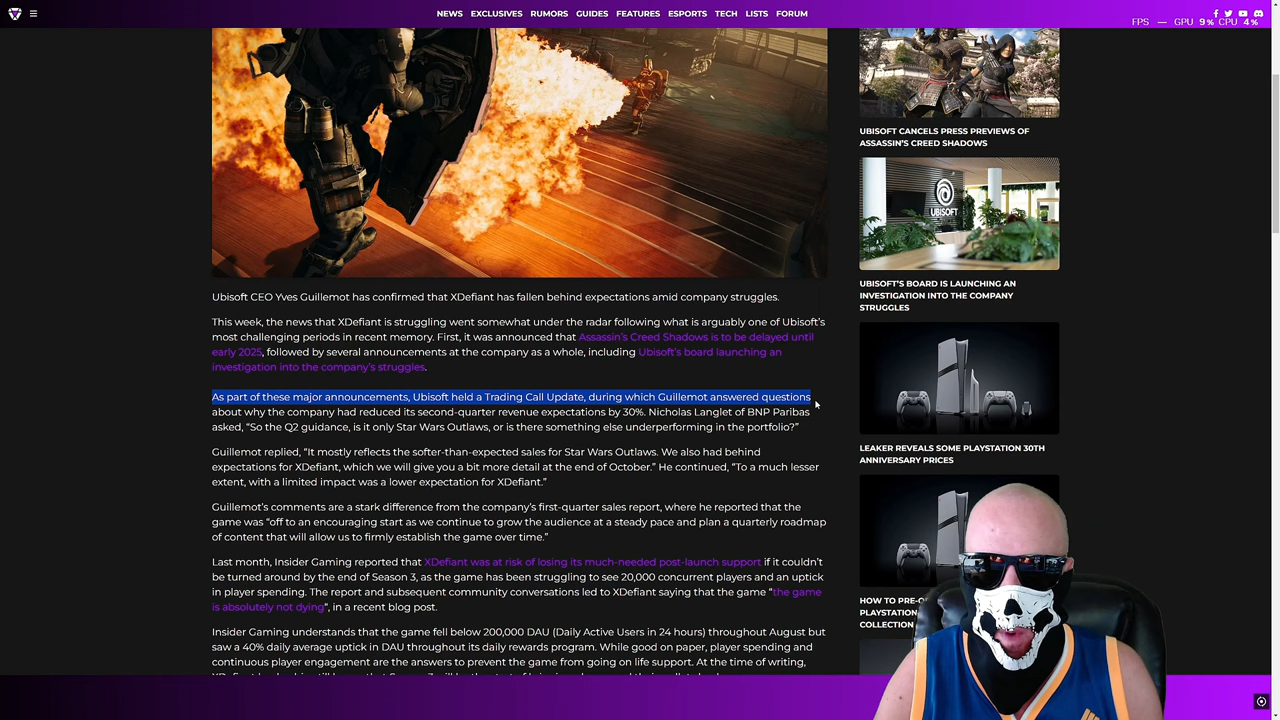 NEWS EXCLUSIVES RUMORS GUIDES FEATURES ESPORTS TECH LISTS FORUM
FPS — GPU 9 % CPU 4 %
Ubisoft CEO Yves Guillemot has confirmed that XDefiant has fallen behind expectations amid company struggles.
This week, the news that XDefiant is struggling went somewhat under the radar following what is arguably one of Ubisoft's
most challenging periods in recent memory. First, it was announced that Assassin's Creed Shadows is to be delayed until
early 2025, followed by several announcements at the company as a whole, including Ubisoft's board launching an
investigation into the company's struggles.
As part of these major announcements, Ubisoft held a Trading Call Update, during which Guillemot answered questions
about why the company had reduced its second-quarter revenue expectations by 30%. Nicholas Langlet of BNP Paribas
asked, “So the Q2 guidance, is it only Star Wars Outlaws, or is there something else underperforming in the portfolio?”
Guillemot replied, “It mostly reflects the softer-than-expected sales for Star Wars Outlaws. We also had behind
expectations for XDefiant, which we will give you a bit more detail at the end of October.” He continued, “To a much lesser
extent, with a limited impact was a lower expectation for XDefiant.”
Guillemot's comments are a stark difference from the company's first-quarter sales report, where he reported that the
game was “off to an encouraging start as we continue to grow the audience at a steady pace and plan a quarterly roadmap
of content that will allow us to firmly establish the game over time.”
Last month, Insider Gaming reported that XDefiant was at risk of losing its much-needed post-launch support if it couldn't
be turned around by the end of Season 3, as the game has been struggling to see 20,000 concurrent players and an uptick
in player spending. The report and subsequent community conversations led to XDefiant saying that the game “the game
is absolutely not dying”, in a recent blog post.
Insider Gaming understands that the game fell below 200,000 DAU (Daily Active Users in 24 hours) throughout August but
saw a 40% daily average uptick in DAU throughout its daily rewards program. While good on paper, player spending and
continuous player engagement are the answers to prevent the game from going on life support. At the time of writing,
UBISOFT CANCELS PRESS PREVIEWS OF
ASSASSIN'S CREED SHADOWS
UBISOFT
UBISOFT'S BOARD IS LAUNCHING AN
INVESTIGATION INTO THE COMPANY
STRUGGLES
LEAKER REVEALS SOME PLAYSTATION 30TH
ANNIVERSARY PRICES
HOW TO
PLAYSTATION
COLLECTION